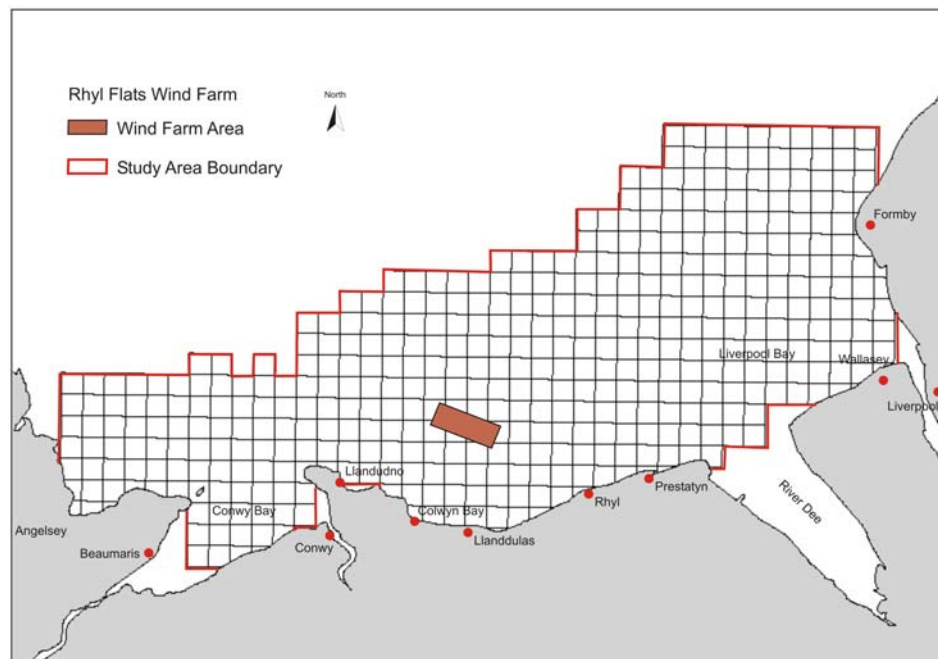 Rhyl Flats Wind Farm
North
Wind Farm Area
Study Area Boundary
Formby
Liverpool Bay
Wallasey
Liverpool
Llandudno
Prestatyn
Rhyl
River Dee
Conwy Bay
Colwyn Bay
Angelsey
Llanddulas
Conwy
Beaumaris